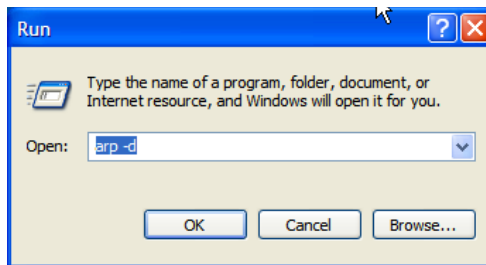 Run
Type the name of a program, folder, document, or
Internet resource, and Windows will open it for you.
Open: arp -d
OK Cancel Browse...